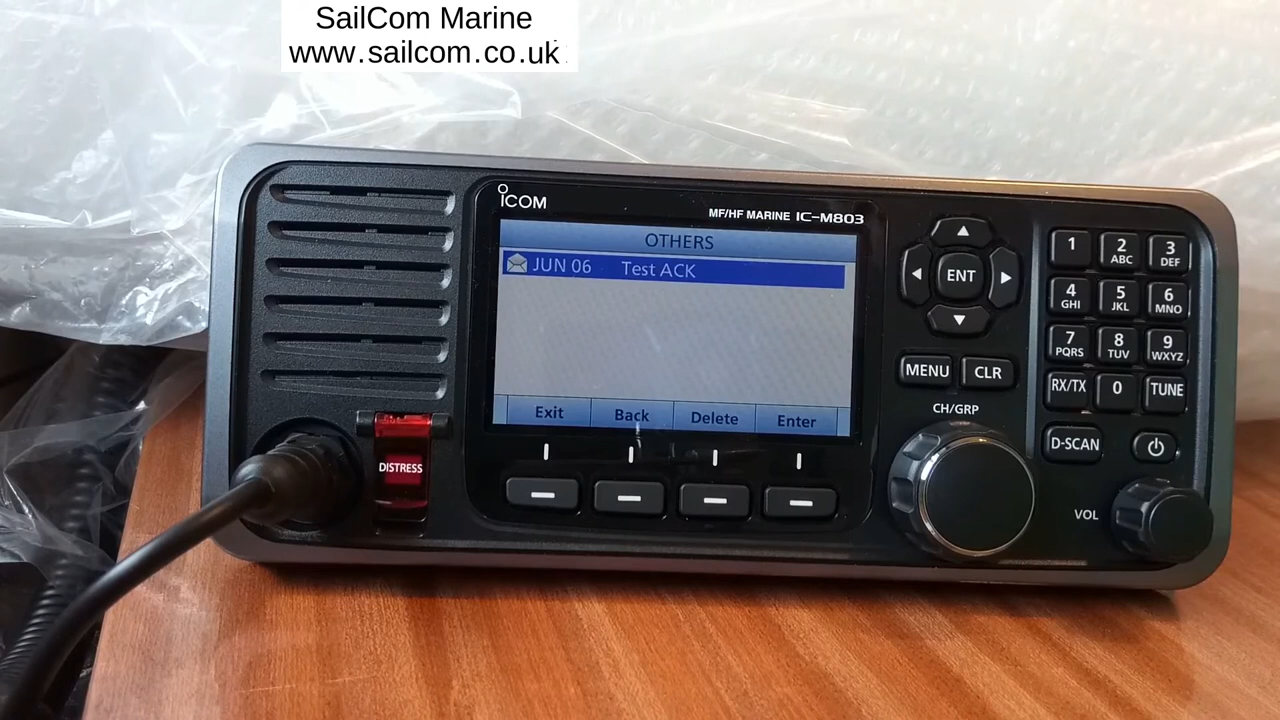 SailCom Marine
www.sailcom.co.uk
ICOM
MF/HF MARINE IC-M803
OTHERS
JUN 06 Test ACK
Exit Back Delete Enter
DISTRESS
ENT
MENU CLR
CH/GRP
1 2 ABC 3 DEF
4 GHI 5 JKL 6 MNO
7 PQRS 8 TUV 9 WXYZ
RX/TX 0 TUNE
D-SCAN
VOL